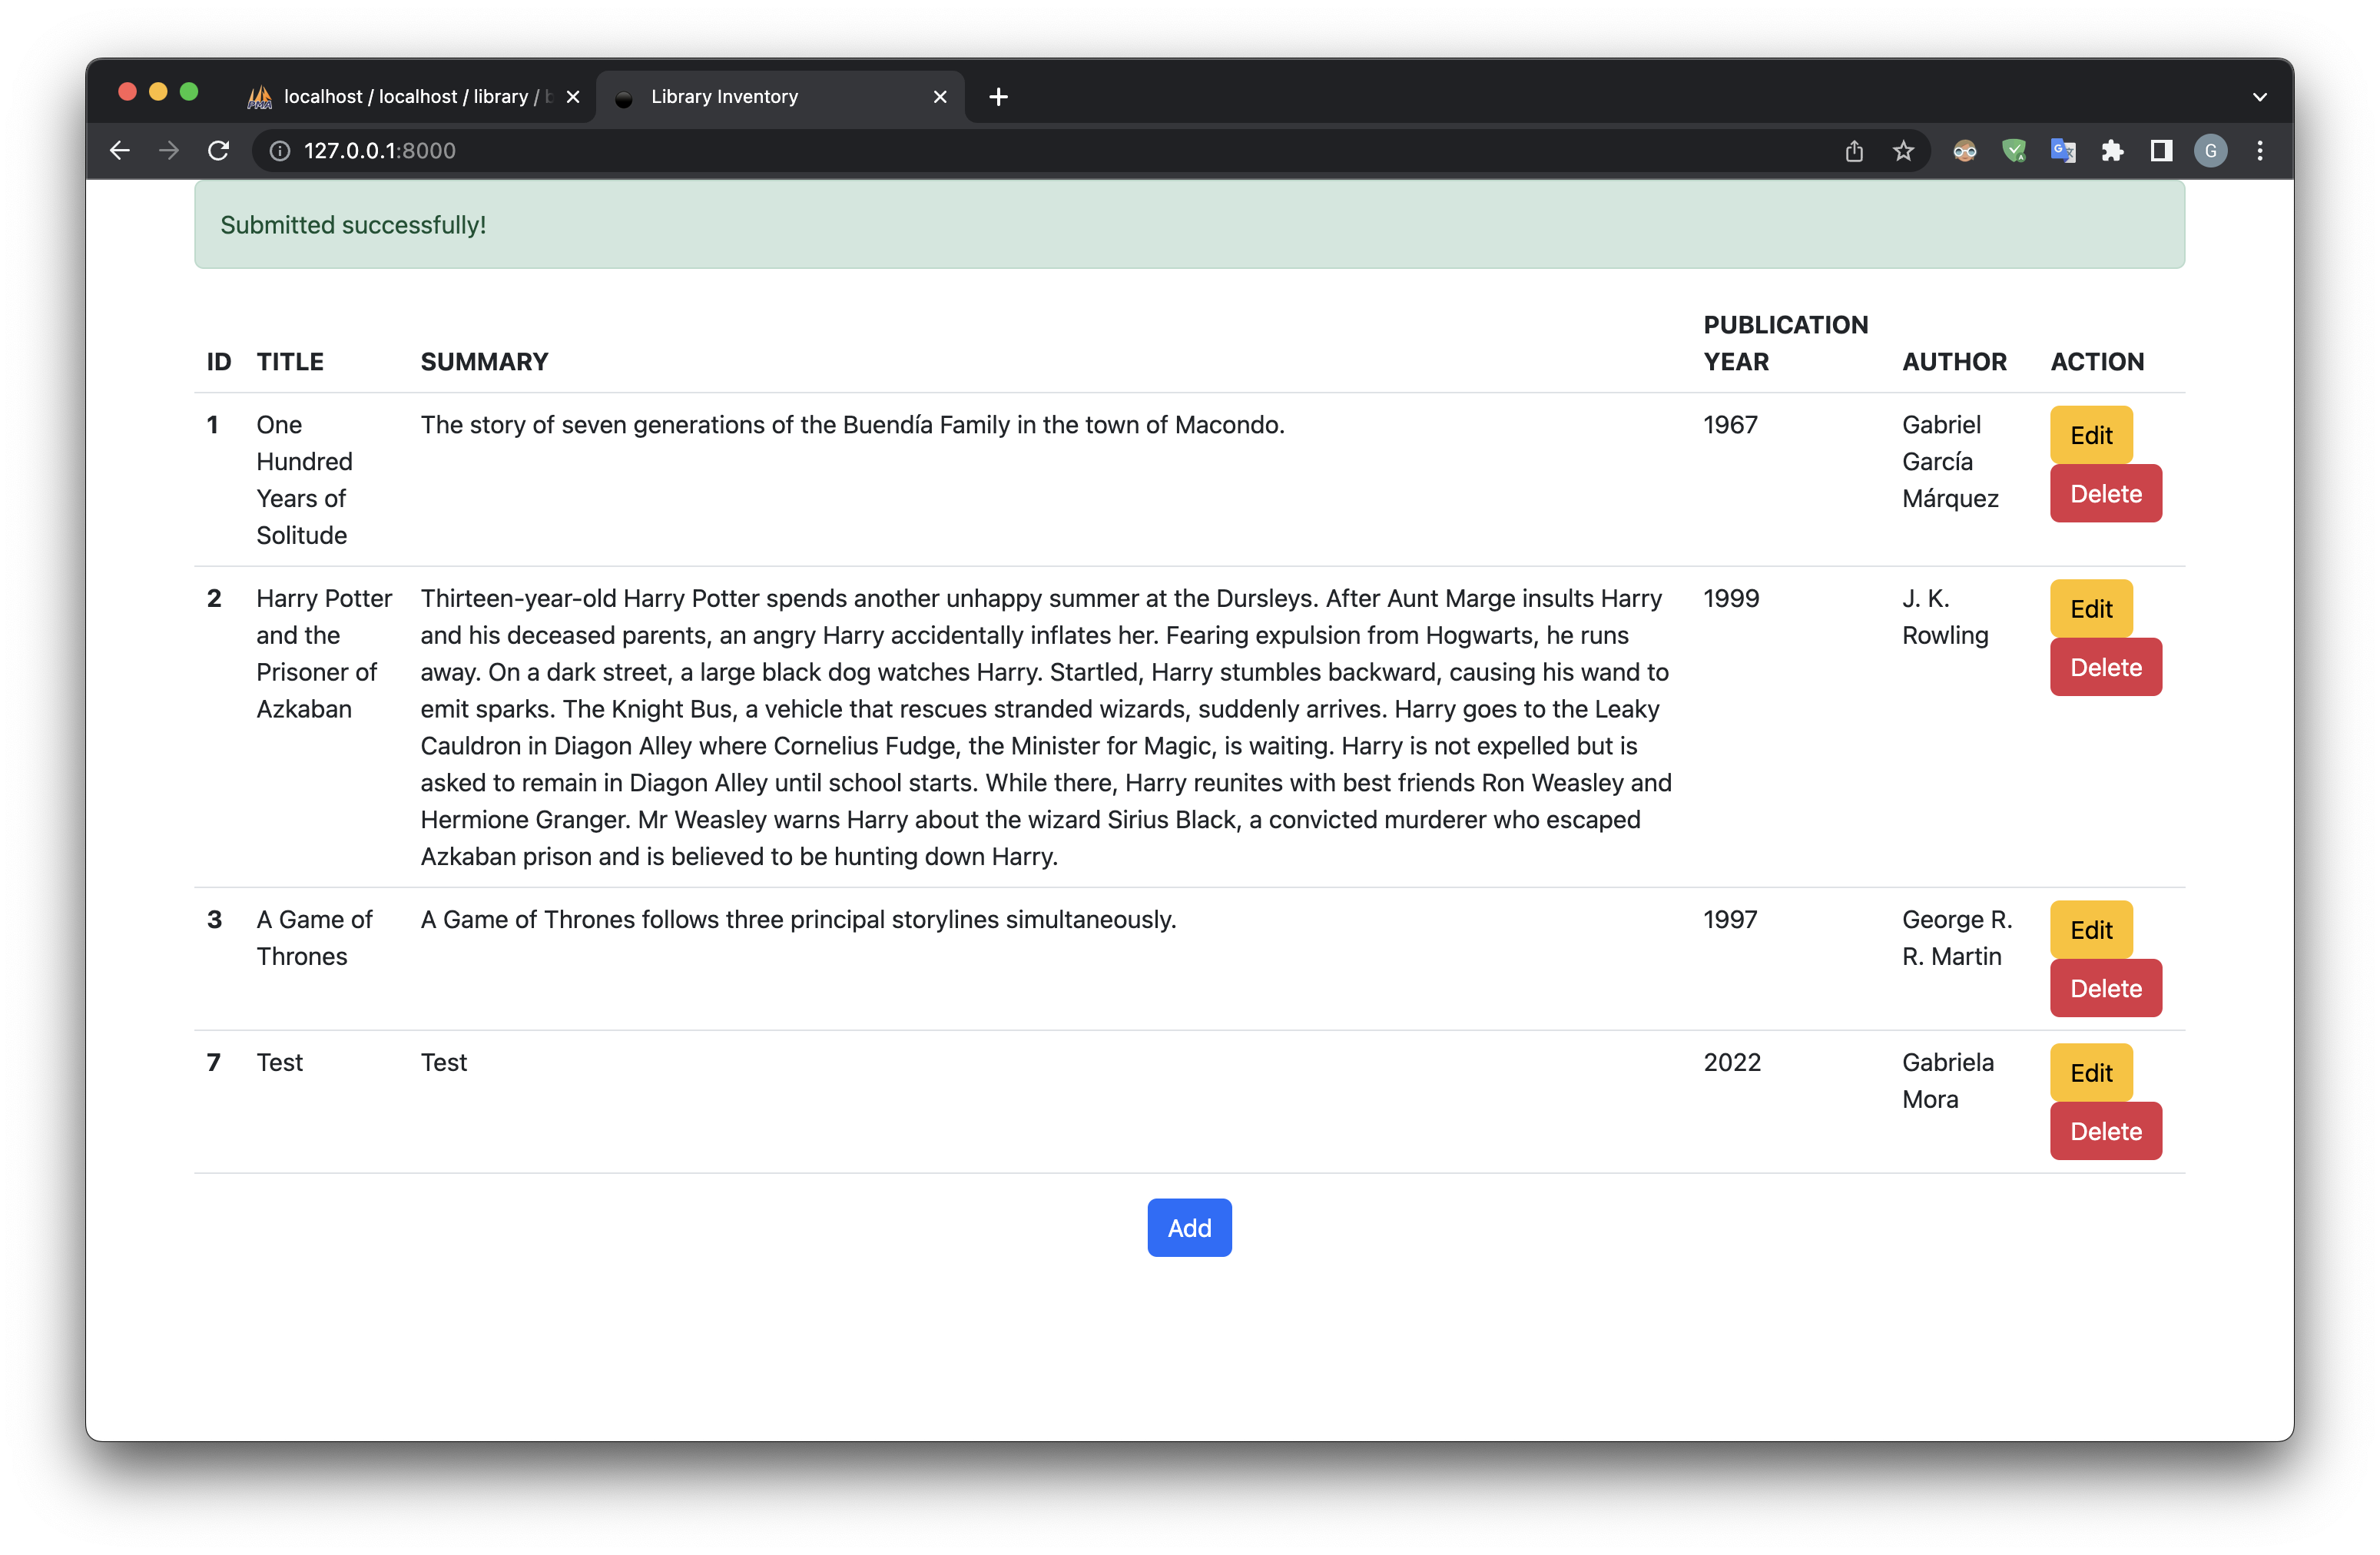 localhost / localhost / library /
Library Inventory
127.0.0.1:8000
G
Submitted successfully!
PUBLICATION
ID TITLE SUMMARY YEAR AUTHOR ACTION
1 One The story of seven generations of the Buendía Family in the town of Macondo. 1967 Gabriel Edit
Hundred García
Years of Márquez Delete
Solitude
2 Harry Potter Thirteen-year-old Harry Potter spends another unhappy summer at the Dursleys. After Aunt Marge insults Harry 1999 J. K. Edit
and the and his deceased parents, an angry Harry accidentally inflates her. Fearing expulsion from Hogwarts, he runs Rowling
Prisoner of away. On a dark street, a large black dog watches Harry. Startled, Harry stumbles backward, causing his wand to Delete
Azkaban emit sparks. The Knight Bus, a vehicle that rescues stranded wizards, suddenly arrives. Harry goes to the Leaky
Cauldron in Diagon Alley where Cornelius Fudge, the Minister for Magic, is waiting. Harry is not expelled but is
asked to remain in Diagon Alley until school starts. While there, Harry reunites with best friends Ron Weasley and
Hermione Granger. Mr Weasley warns Harry about the wizard Sirius Black, a convicted murderer who escaped
Azkaban prison and is believed to be hunting down Harry.
3 A Game of A Game of Thrones follows three principal storylines simultaneously. 1997 George R. Edit
Thrones R. Martin
Delete
7 Test Test 2022 Gabriela Edit
Mora
Delete
Add